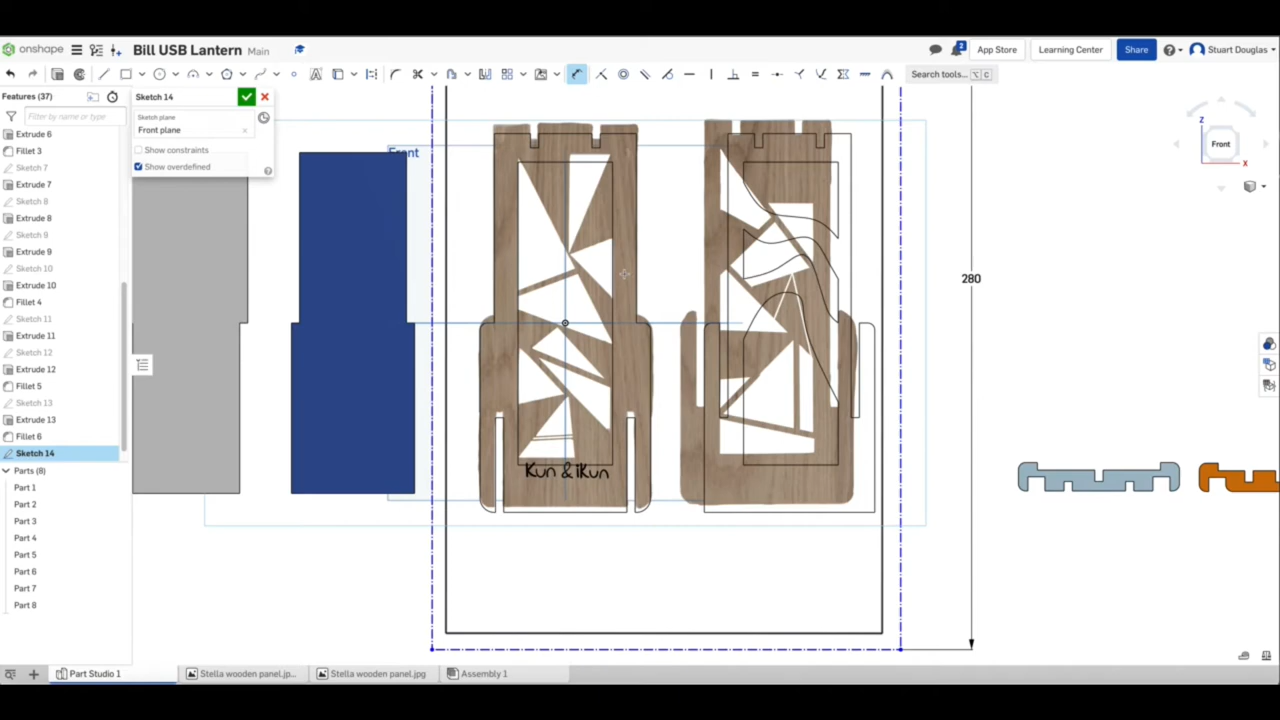 onshape Bill USB Lantern Main App Store Learning Center Share Stuart Douglas
2
Search tools... ⌥ C
Features (37)
Filter by name or type
Sketch 14
Sketch plane
Front plane
Show constraints
Show overdefined
Extrude 6
Fillet 3
Sketch 7
Extrude 7
Sketch 8
Extrude 8
Sketch 9
Extrude 9
Sketch 10
Extrude 10
Fillet 4
Sketch 11
Extrude 11
Sketch 12
Extrude 12
Fillet 5
Sketch 13
Extrude 13
Fillet 6
Sketch 14
Parts (8)
Part 1
Part 2
Part 3
Part 4
Part 5
Part 6
Part 7
Part 8
Front
Z
Front
X
280
Kun & iKun
Part Studio 1 Stella wooden panel.jp... Stella wooden panel.jpg Assembly 1